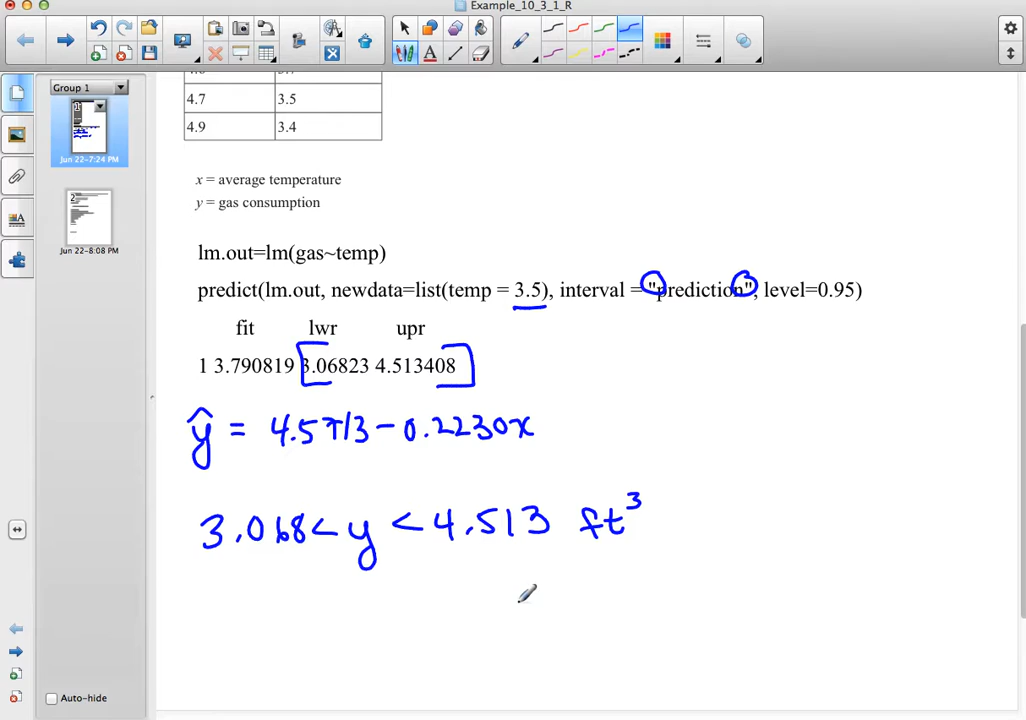 Example_10_3_1_R
Group 1
Jun 22-7:24 PM
2
Jun 22-8:08 PM
4.7 3.5
4.9 3.4
x = average temperature
y = gas consumption
lm.out=lm(gas~temp)
predict(lm.out, newdata=list(temp = 3.5), interval = "prediction", level=0.95)
fit lwr upr
1 3.790819 3.06823 4.513408
ŷ = 4.5713 - 0.2230x
3.068 < y < 4.513 ft³
Auto-hide